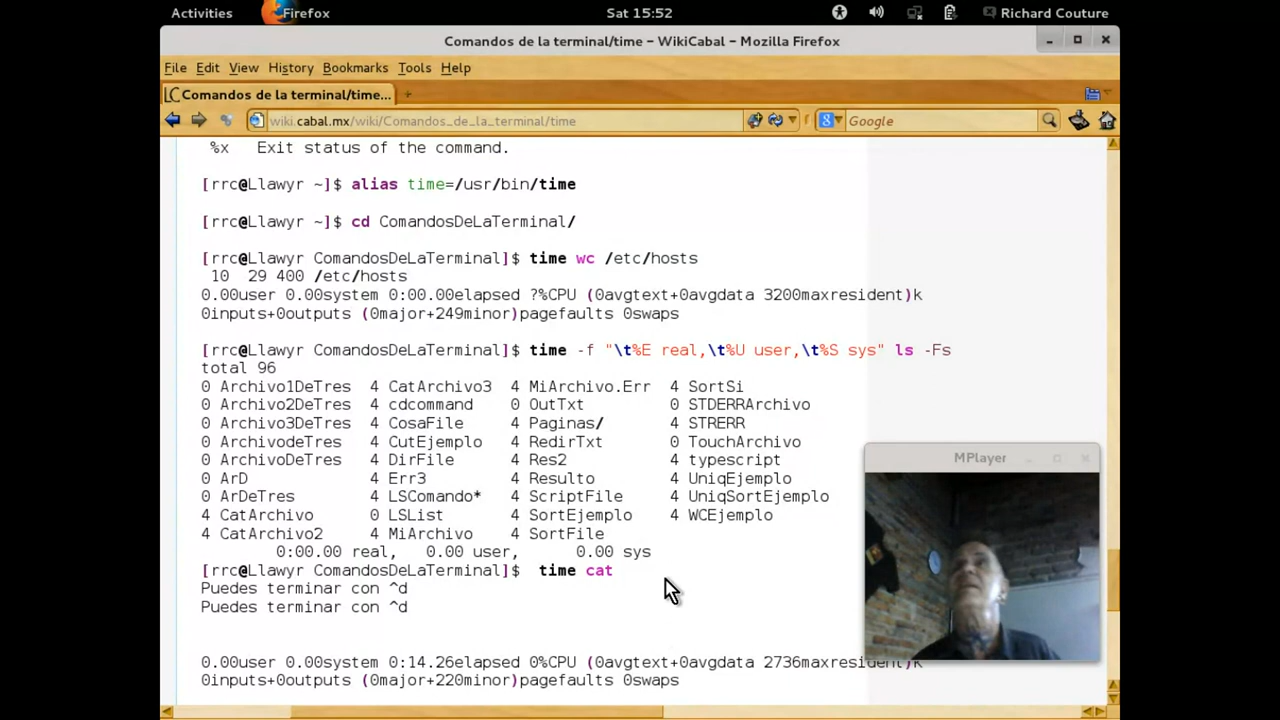 Activities Firefox Sat 15:52 Richard Couture
Comandos de la terminal/time – WikiCabal – Mozilla Firefox
File Edit View History Bookmarks Tools Help
Comandos de la terminal/time...
wiki.cabal.mx/wiki/Comandos_de_la_terminal/time Google
%x Exit status of the command.
[rrc@Llawyr ~]$ alias time=/usr/bin/time
[rrc@Llawyr ~]$ cd ComandosDeLaTerminal/
[rrc@Llawyr ComandosDeLaTerminal]$ time wc /etc/hosts
10 29 400 /etc/hosts
0.00user 0.00system 0:00.00elapsed ?%CPU (0avgtext+0avgdata 3200maxresident)k
0inputs+0outputs (0major+249minor)pagefaults 0swaps
[rrc@Llawyr ComandosDeLaTerminal]$ time -f "\t%E real,\t%U user,\t%S sys" ls -Fs
total 96
0 Archivo1DeTres 4 CatArchivo3 4 MiArchivo.Err 4 SortSi
0 Archivo2DeTres 4 cdcommand 0 OutTxt 0 STDERRArchivo
0 Archivo3DeTres 4 CosaFile 4 Paginas/ 4 STRERR
0 ArchivodeTres 4 CutEjemplo 4 RedirTxt 0 TouchArchivo
0 ArchivoDeTres 4 DirFile 4 Res2 4 typescript
0 ArD 4 Err3 4 Resulto 4 UniqEjemplo
0 ArDeTres 4 LSComando* 4 ScriptFile 4 UniqSortEjemplo
4 CatArchivo 0 LSList 4 SortEjemplo 4 WCEjemplo
4 CatArchivo2 4 MiArchivo 4 SortFile
0:00.00 real, 0.00 user, 0.00 sys
[rrc@Llawyr ComandosDeLaTerminal]$ time cat
Puedes terminar con ^d
Puedes terminar con ^d
0.00user 0.00system 0:14.26elapsed 0%CPU (0avgtext+0avgdata 2736maxresident)k
0inputs+0outputs (0major+220minor)pagefaults 0swaps
MPlayer